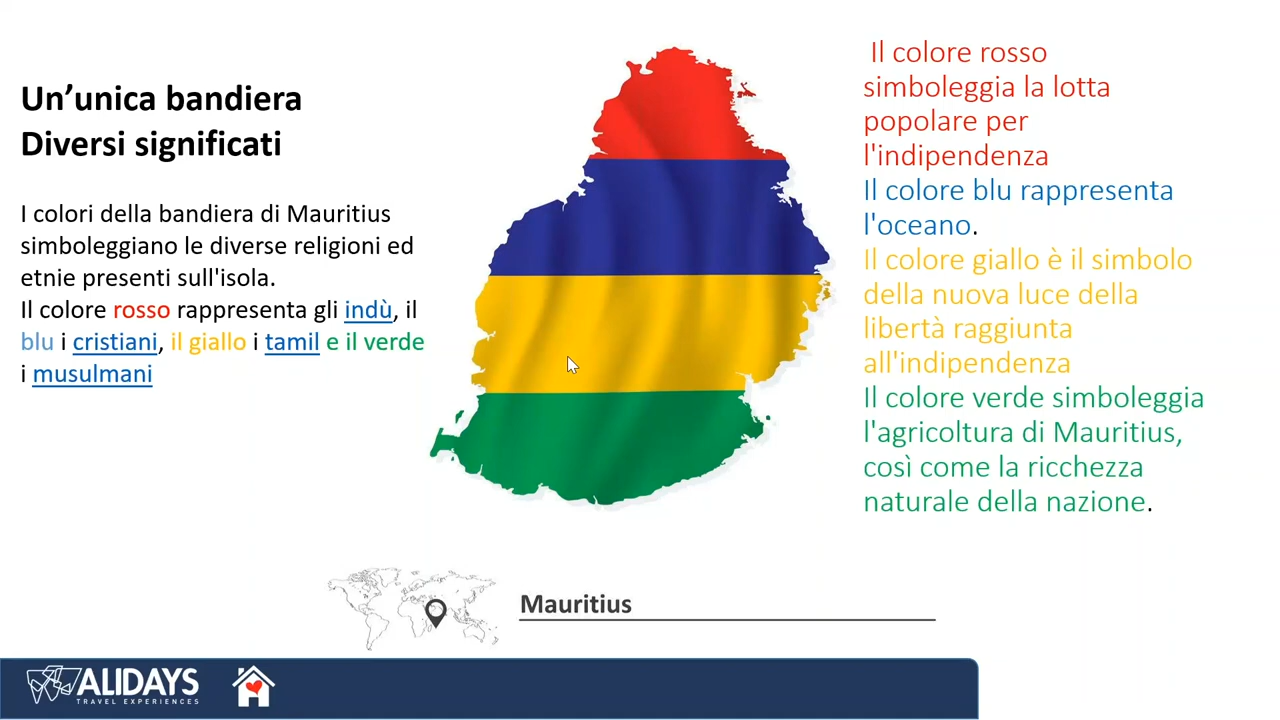 Un’unica bandiera
Diversi significati
I colori della bandiera di Mauritius
simboleggiano le diverse religioni ed
etnie presenti sull'isola.
Il colore rosso rappresenta gli indù, il
blu i cristiani, il giallo i tamil e il verde
i musulmani
Il colore rosso
simboleggia la lotta
popolare per
l'indipendenza
Il colore blu rappresenta
l'oceano.
Il colore giallo è il simbolo
della nuova luce della
libertà raggiunta
all'indipendenza
Il colore verde simboleggia
l'agricoltura di Mauritius,
così come la ricchezza
naturale della nazione.
Mauritius
ALIDAYS
TRAVEL EXPERIENCES